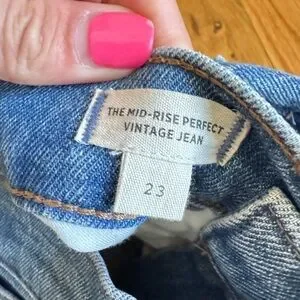 THE MID-RISE PERFECT
VINTAGE JEAN
23